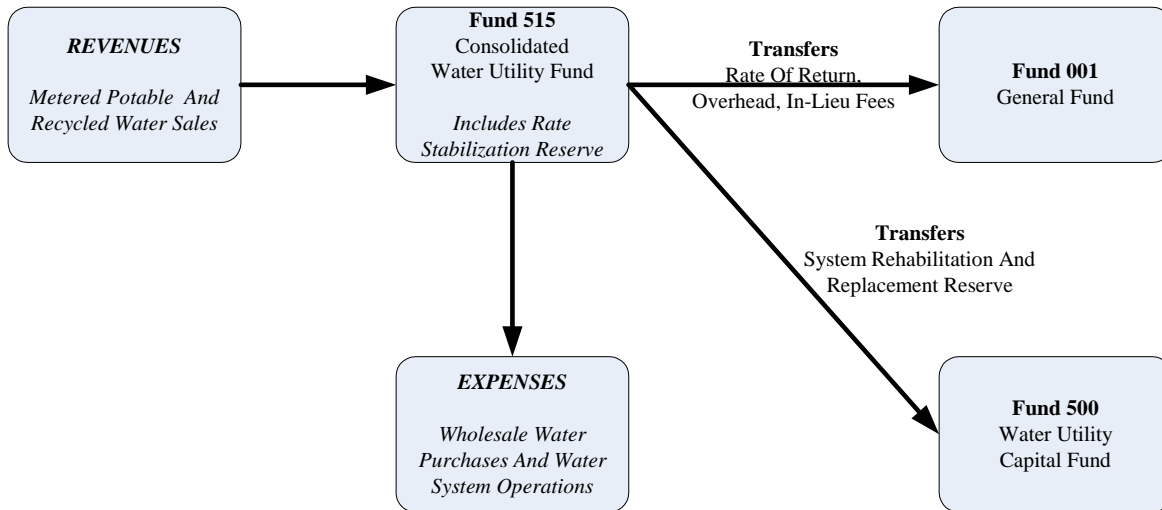 REVENUES
Metered Potable And
Recycled Water Sales
Fund 515
Consolidated
Water Utility Fund
Includes Rate
Stabilization Reserve
Transfers
Rate Of Return,
Overhead, In-Lieu Fees
Fund 001
General Fund
Transfers
System Rehabilitation And
Replacement Reserve
EXPENSES
Wholesale Water
Purchases And Water
System Operations
Fund 500
Water Utility
Capital Fund